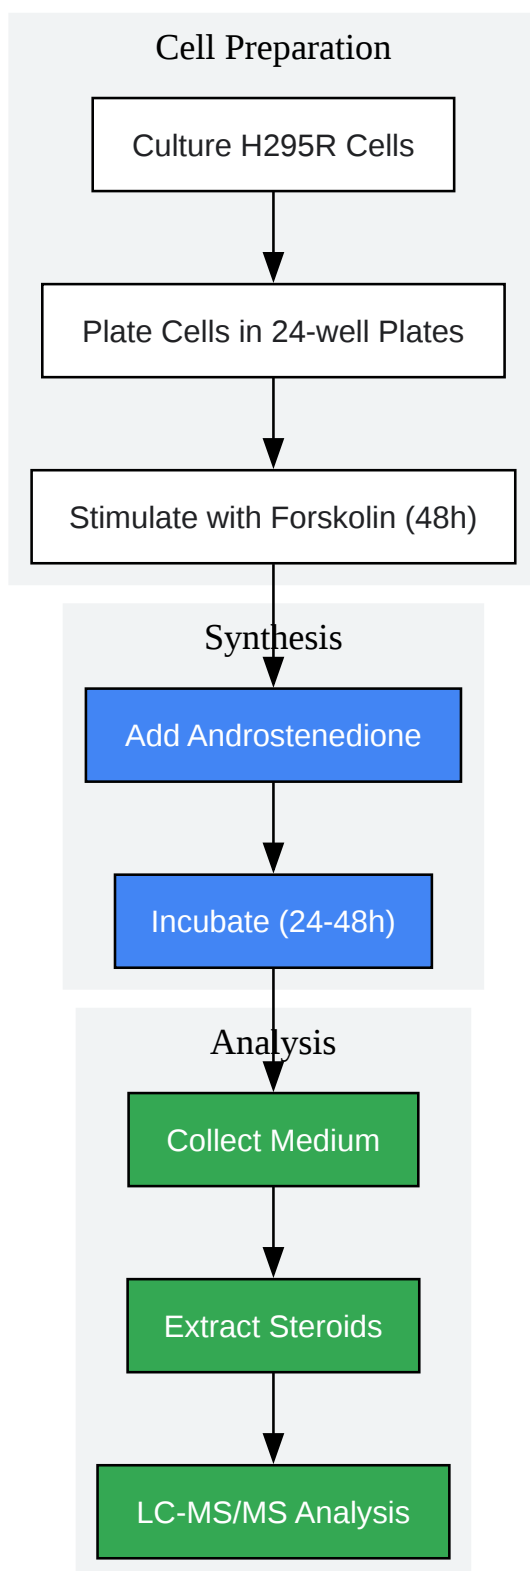 Cell Preparation
Culture H295R Cells
Plate Cells in 24-well Plates
Stimulate with Forskolin (48h)
Synthesis
Add Androstenedione
Incubate (24-48h)
Analysis
Collect Medium
Extract Steroids
LC-MS/MS Analysis